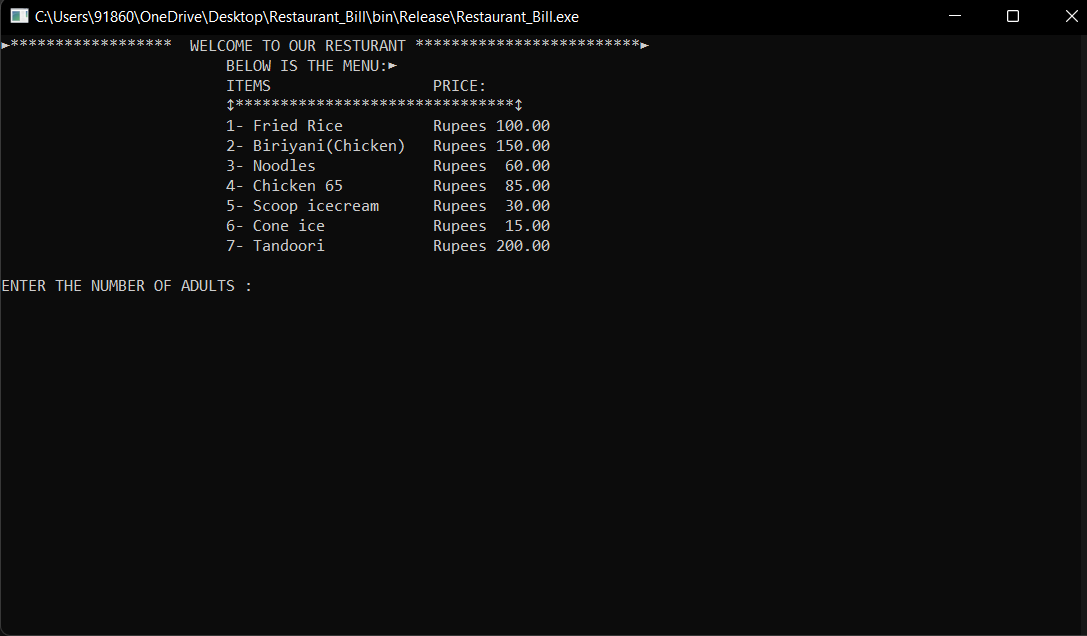 C:\Users\91860\OneDrive\Desktop\Restaurant_Bill\bin\Release\Restaurant_Bill.exe
►****************** WELCOME TO OUR RESTURANT *************************►
BELOW IS THE MENU:►
ITEMS PRICE:
↕*******************************↕
1- Fried Rice Rupees 100.00
2- Biriyani(Chicken) Rupees 150.00
3- Noodles Rupees 60.00
4- Chicken 65 Rupees 85.00
5- Scoop icecream Rupees 30.00
6- Cone ice Rupees 15.00
7- Tandoori Rupees 200.00
ENTER THE NUMBER OF ADULTS :